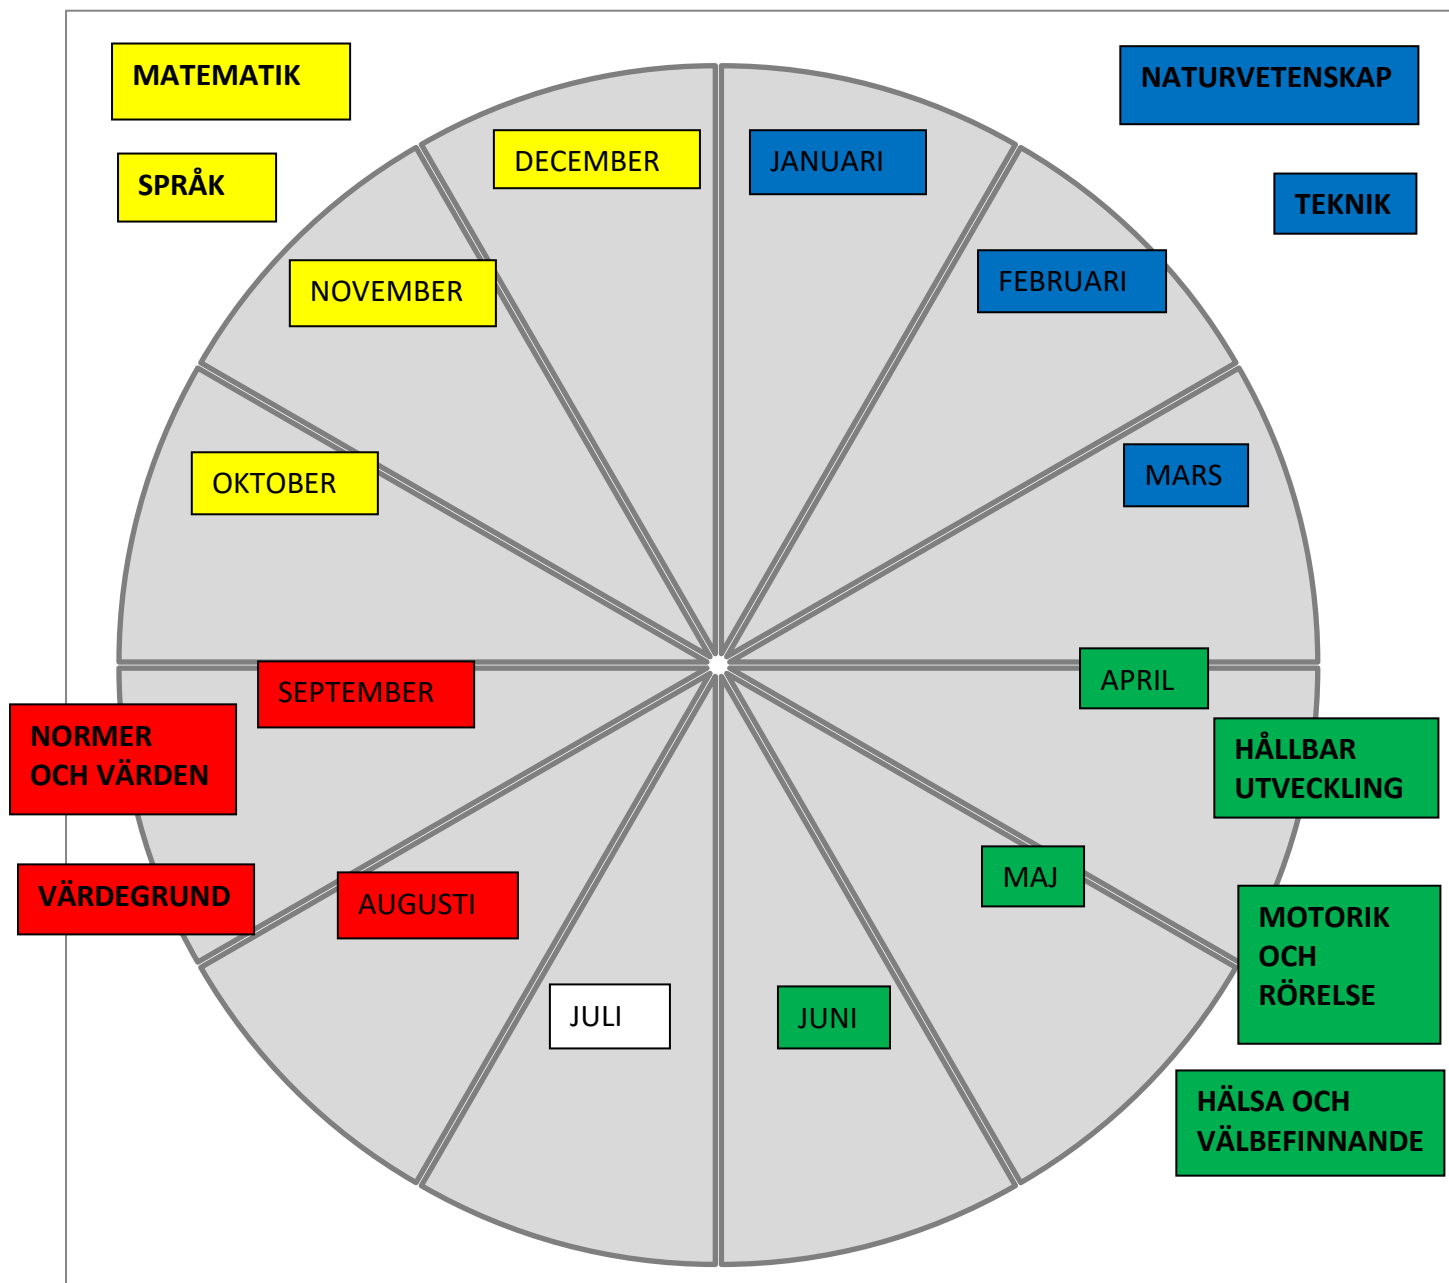 MATEMATIK
NATURVETENSKAP
SPRÅK
TEKNIK
DECEMBER
JANUARI
NOVEMBER
FEBRUARI
OKTOBER
MARS
SEPTEMBER
APRIL
NORMER
OCH VÄRDEN
HÅLLBAR
UTVECKLING
VÄRDEGRUND
AUGUSTI
MAJ
MOTORIK
OCH
RÖRELSE
JULI
JUNI
HÄLSA OCH
VÄLBEFINNANDE